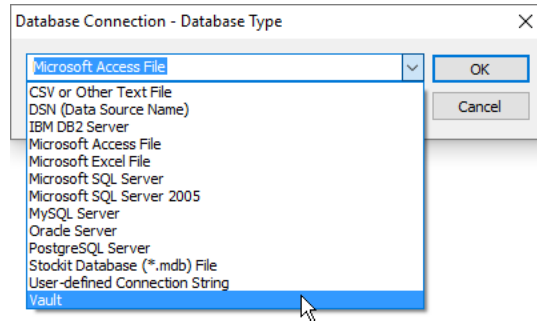 Database Connection - Database Type
Microsoft Access File
OK
Cancel
CSV or Other Text File
DSN (Data Source Name)
IBM DB2 Server
Microsoft Access File
Microsoft Excel File
Microsoft SQL Server
Microsoft SQL Server 2005
MySQL Server
Oracle Server
PostgreSQL Server
Stockit Database (*.mdb) File
User-defined Connection String
Vault